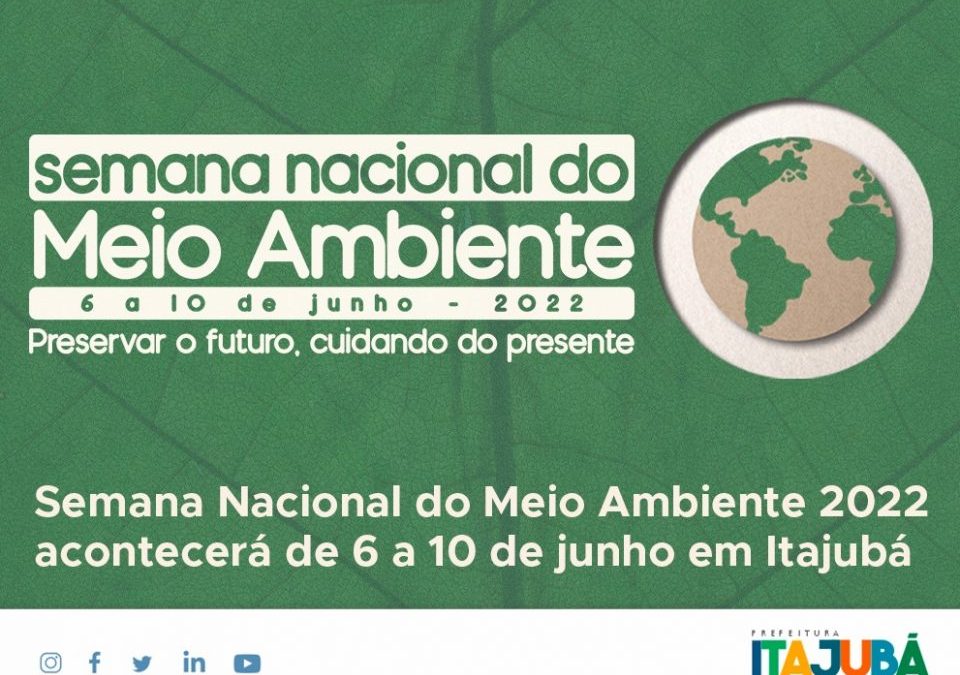 semana nacional do
Meio Ambiente
6 a 10 de junho - 2022
Preservar o futuro, cuidando do presente
Semana Nacional do Meio Ambiente 2022
acontecerá de 6 a 10 de junho em Itajubá
PREFEITURA
ITAJUBÁ